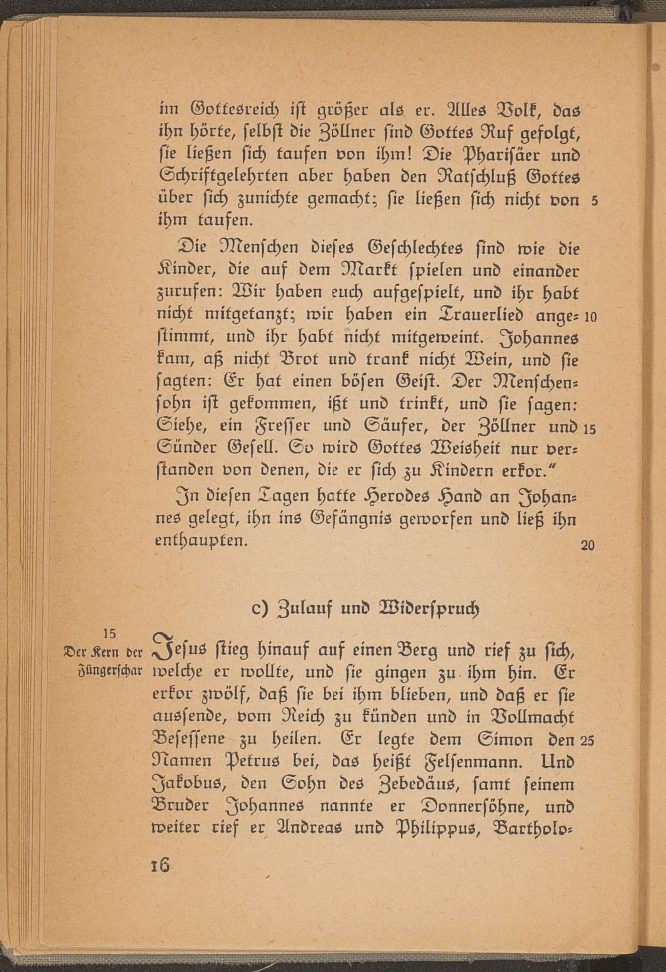 im Gottesreich ist größer als er. Alles Volk, das
ihn hörte, selbst die Zöllner sind Gottes Ruf gefolgt,
sie ließen sich taufen von ihm! Die Pharisäer und
Schriftgelehrten aber haben den Ratschluß Gottes
über sich zunichte gemacht; sie ließen sich nicht von 5
ihm taufen.
Die Menschen dieses Geschlechtes sind wie die
Kinder, die auf dem Markt spielen und einander
zurufen: Wir haben euch aufgespielt, und ihr habt
nicht mitgetanzt; wir haben ein Trauerlied ange= 10
stimmt, und ihr habt nicht mitgeweint. Johannes
kam, aß nicht Brot und trank nicht Wein, und sie
sagten: Er hat einen bösen Geist. Der Menschen=
sohn ist gekommen, ißt und trinkt, und sie sagen:
Siehe, ein Fresser und Säufer, der Zöllner und 15
Sünder Gesell. So wird Gottes Weisheit nur ver=
standen von denen, die er sich zu Kindern erkor.“
In diesen Tagen hatte Herodes Hand an Johan=
nes gelegt, ihn ins Gefängnis geworfen und ließ ihn
enthaupten. 20
c) Zulauf und Widerspruch
15
Der Kern der
Jüngerschar
Jesus stieg hinauf auf einen Berg und rief zu sich,
welche er wollte, und sie gingen zu ihm hin. Er
erkor zwölf, daß sie bei ihm blieben, und daß er sie
aussende, vom Reich zu künden und in Vollmacht
Besessene zu heilen. Er legte dem Simon den 25
Namen Petrus bei, das heißt Felsenmann. Und
Jakobus, den Sohn des Zebedäus, samt seinem
Bruder Johannes nannte er Donnersöhne, und
weiter rief er Andreas und Philippus, Bartholo=
16